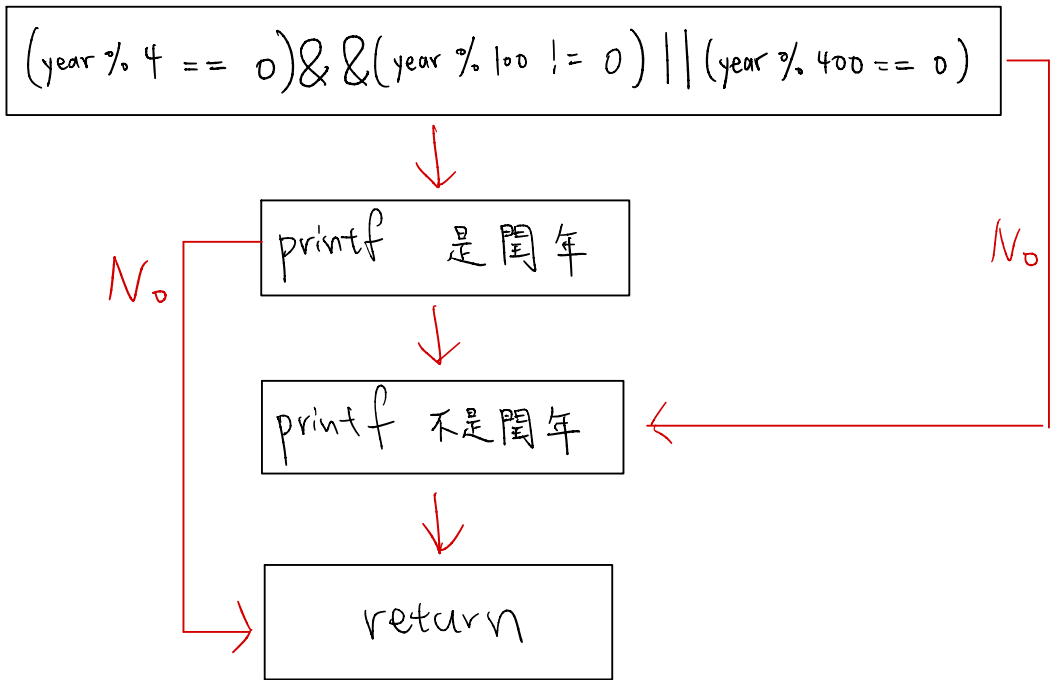 (year % 4 == 0)&&(year % 100 != 0)||(year % 400 == 0)
printf 是閏年
No
No
printf 不是閏年
return